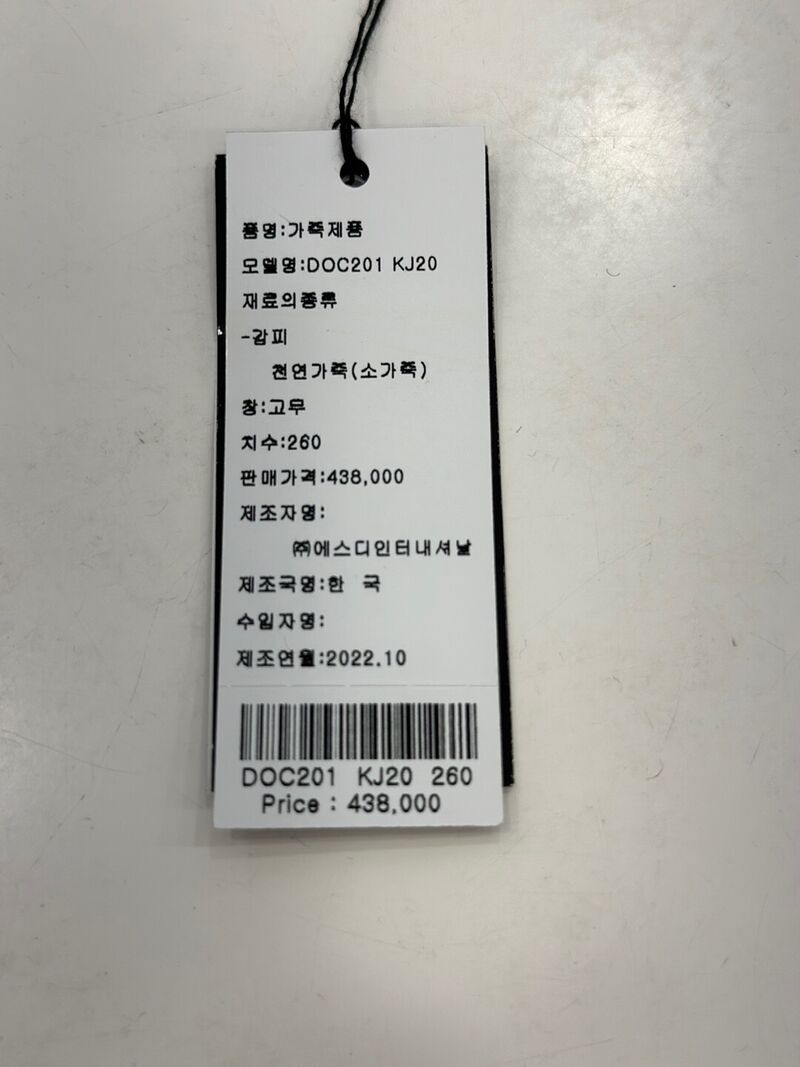 품명:가죽제품
모델명:DOC201 KJ20
재료의종류
-갑피
천연가죽(소가죽)
창:고무
치수:260
판매가격:438,000
제조자명:
㈜에스디인터내셔날
제조국명:한 국
수입자명:
제조연월:2022.10
DOC201 KJ20 260
Price : 438,000